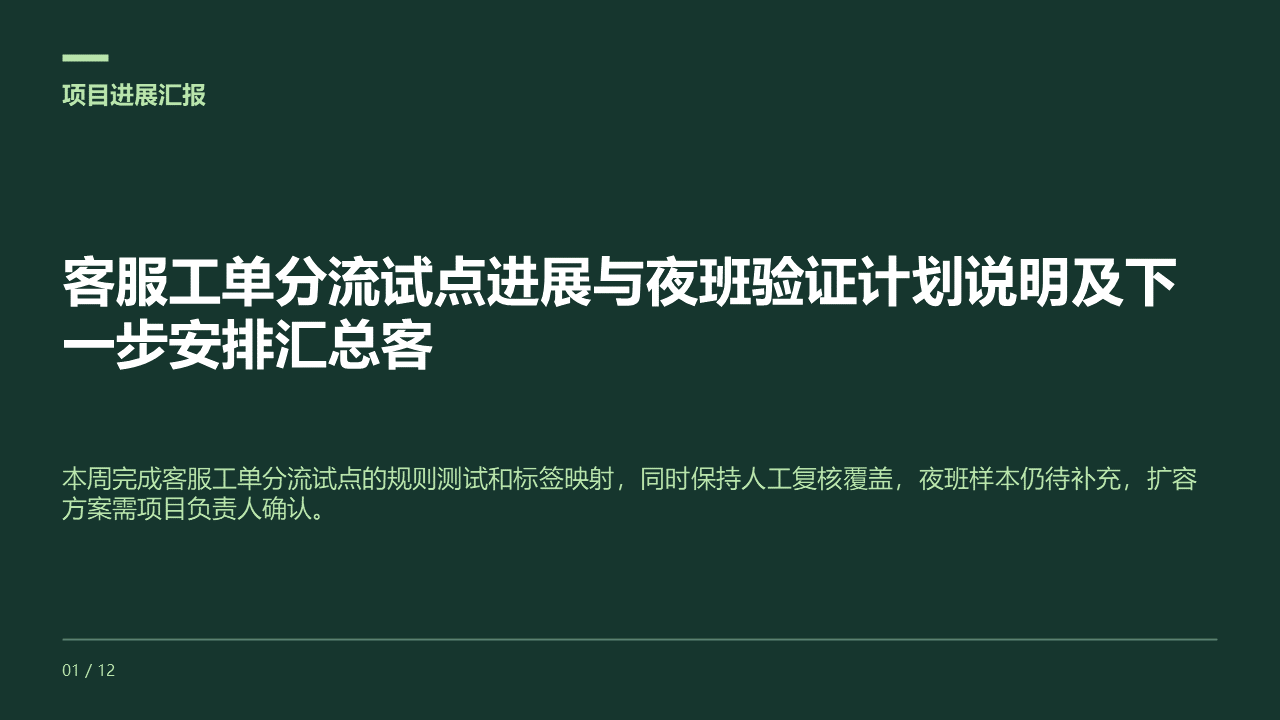 项目进展汇报
客服工单分流试点进展与夜班验证计划说明及下
一步安排汇总客
本周完成客服工单分流试点的规则测试和标签映射，同时保持人工复核覆盖，夜班样本仍待补充，扩容
方案需项目负责人确认。
01 / 12